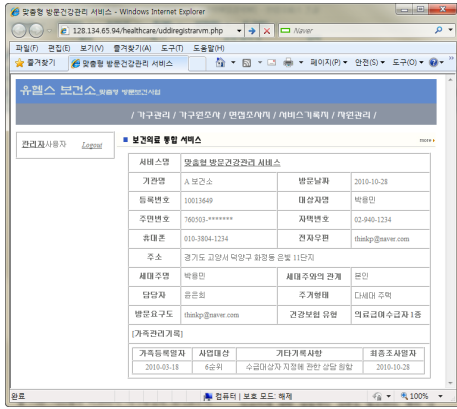 맞춤형 방문건강관리 서비스 - Windows Internet Explorer
128.134.65.94/healthcare/uddiregistrarvm.php
Naver
파일(F) 편집(E) 보기(V) 즐겨찾기(A) 도구(T) 도움말(H)
즐겨찾기 맞춤형 방문건강관리 서비스 페이지(P) 안전(S) 도구(O)
유헬스 보건소 맞춤형 방문보건사업
/ 가구관리 / 가구원조사 / 면접조사지 / 서비스기록지 / 자원관리 /
관리자사용자 Logout
보건의료 통합 서비스 more
서비스명 맞춤형 방문건강관리 서비스
기관명 A 보건소 방문날짜 2010-10-28
등록번호 10013649 대상자명 박용민
주민번호 760503-******* 자택번호 02-940-1234
휴대폰 010-3804-1234 전자우편 thinkp@naver.com
주소 경기도 고양시 덕양구 화정동 은빛 11단지
세대주명 박용민 세대주와의 관계 본인
담당자 윤은희 주거형태 다세대 주택
방문요구도 thinkp@naver.com 건강보험 유형 의료급여수급자 1종
[가족관리기록]
가족등록일자 사업대상 기타기록사항 최종조사일자
2010-03-18 6순위 수급대상자 지정에 관한 상담 원함 2010-10-28
완료 컴퓨터 | 보호 모드: 해제 100%